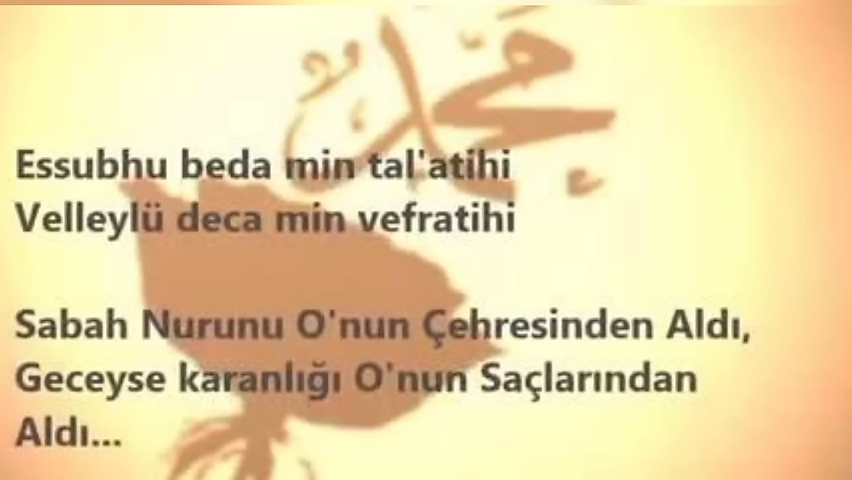 محمد
Essubhu beda min tal'atihi
Velleylü deca min vefratihi
Sabah Nurunu O'nun Çehresinden Aldı,
Geceyse karanlığı O'nun Saçlarından
Aldı...